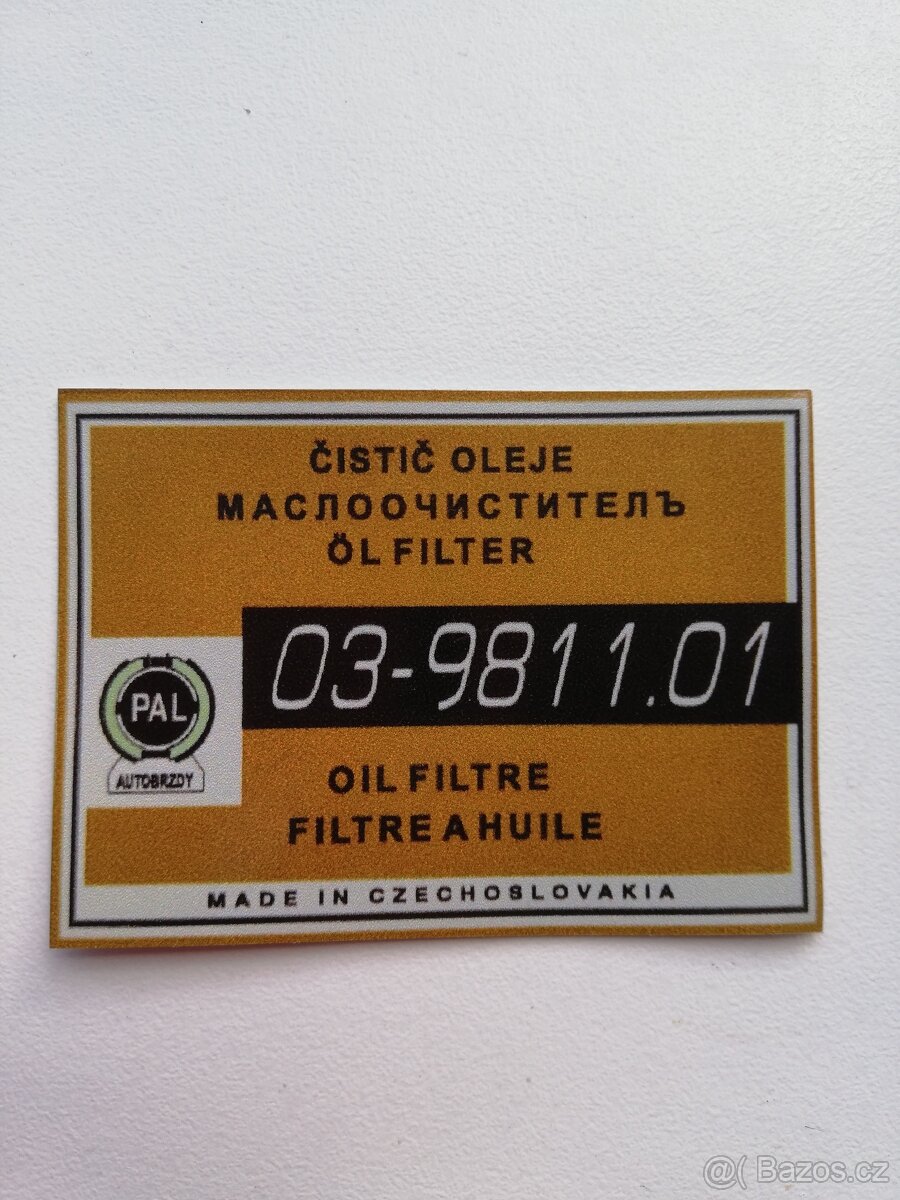 ČISTIČ OLEJE
МАСЛООЧИСТИТЕЛЪ
ÖL FILTER
03-9811.01
PAL
AUTOBRZDY
OIL FILTRE
FILTRE A HUILE
MADE IN CZECHOSLOVAKIA
@( Bazos.cz